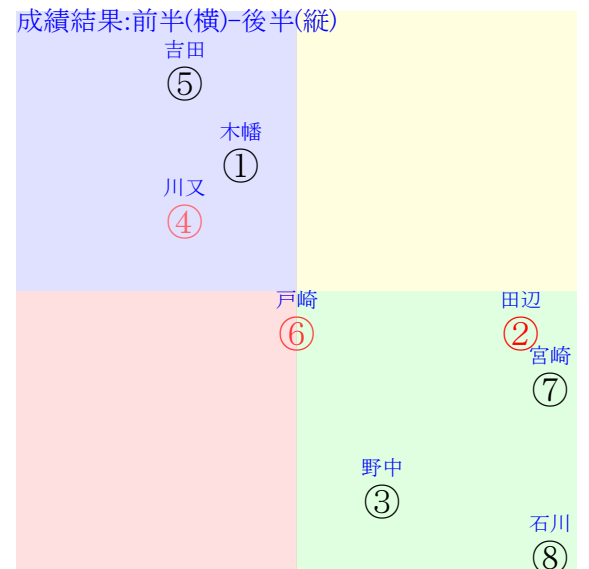 成績結果:前半(横)-後半(縦)
吉田
⑤
木幡
①
川又
④
戸崎
⑥
田辺
②
宮崎
⑦
野中
③
石川
⑧